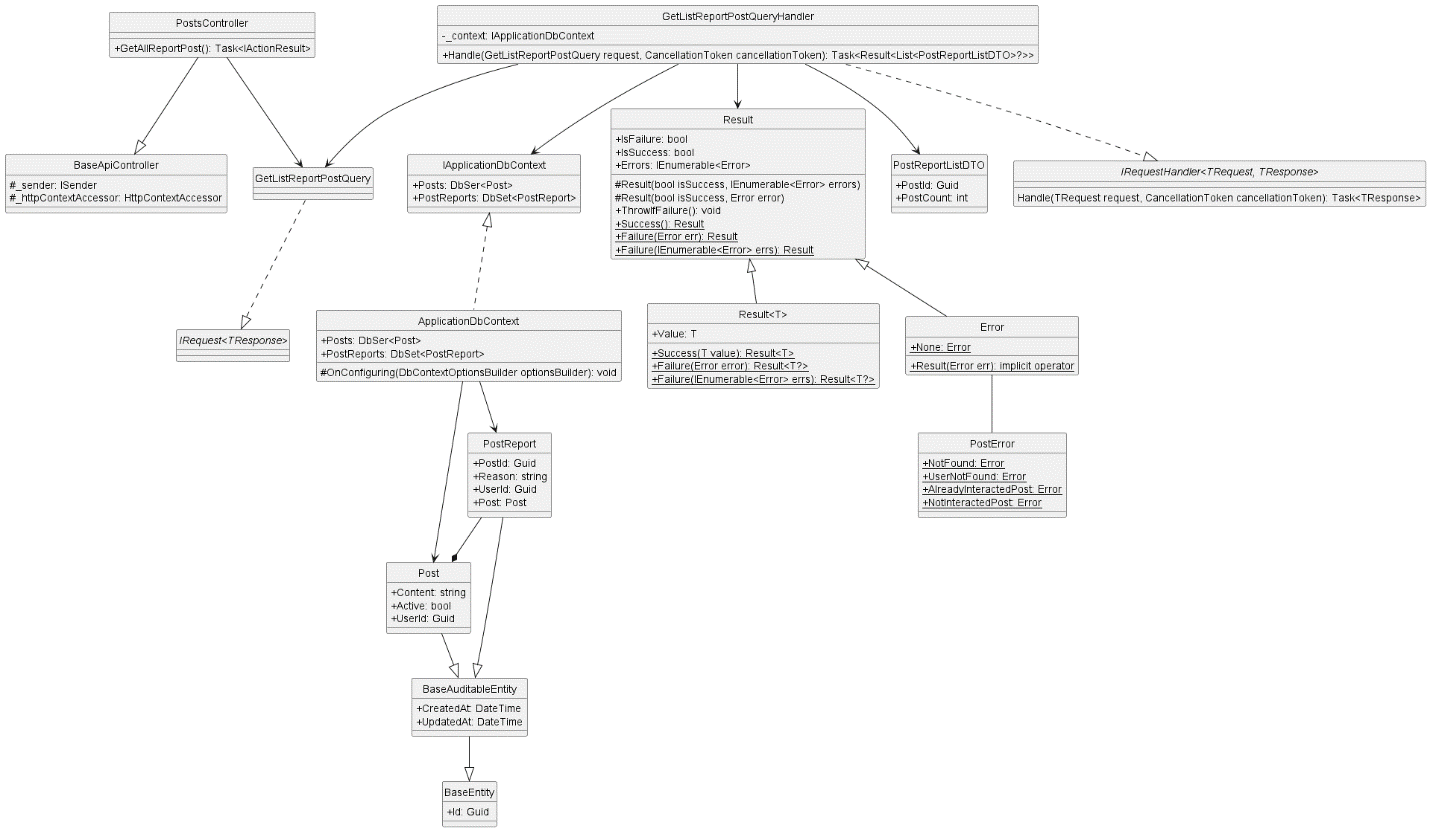 PostsController
+GetAllReportPost(): Task<IActionResult>
GetListReportPostQueryHandler
-_context: IApplicationDbContext
+Handle(GetListReportPostQuery request, CancellationToken cancellationToken): Task<Result<List<PostReportListDTO>?>>
BaseApiController
#_sender: ISender
#_httpContextAccessor: HttpContextAccessor
GetListReportPostQuery
IApplicationDbContext
+Posts: DbSer<Post>
+PostReports: DbSet<PostReport>
Result
+IsFailure: bool
+IsSuccess: bool
+Errors: IEnumerable<Error>
#Result(bool isSuccess, IEnumerable<Error> errors)
#Result(bool isSuccess, Error error)
+ThrowIfFailure(): void
+Success(): Result
+Failure(Error err): Result
+Failure(IEnumerable<Error> errs): Result
PostReportListDTO
+PostId: Guid
+PostCount: int
IRequestHandler<TRequest, TResponse>
Handle(TRequest request, CancellationToken cancellationToken): Task<TResponse>
IRequest<TResponse>
ApplicationDbContext
+Posts: DbSer<Post>
+PostReports: DbSet<PostReport>
#OnConfiguring(DbContextOptionsBuilder optionsBuilder): void
Result<T>
+Value: T
+Success(T value): Result<T>
+Failure(Error error): Result<T?>
+Failure(IEnumerable<Error> errs): Result<T?>
Error
+None: Error
+Result(Error err): implicit operator
PostReport
+PostId: Guid
+Reason: string
+UserId: Guid
+Post: Post
PostError
+NotFound: Error
+UserNotFound: Error
+AlreadyInteractedPost: Error
+NotInteractedPost: Error
Post
+Content: string
+Active: bool
+UserId: Guid
BaseAuditableEntity
+CreatedAt: DateTime
+UpdatedAt: DateTime
BaseEntity
+Id: Guid